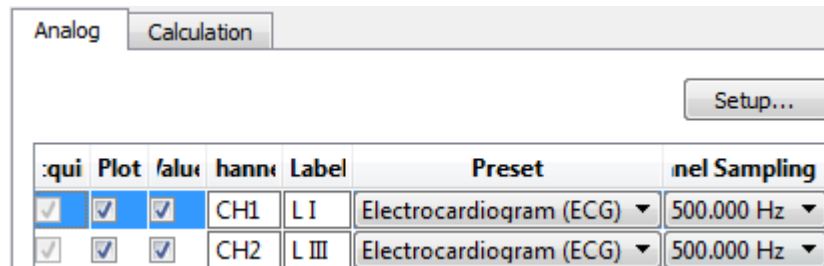 Analog Calculation
Setup...
:qui Plot /alue hanne Label Preset nel Sampling
CH1 L I Electrocardiogram (ECG) 500.000 Hz
CH2 L III Electrocardiogram (ECG) 500.000 Hz